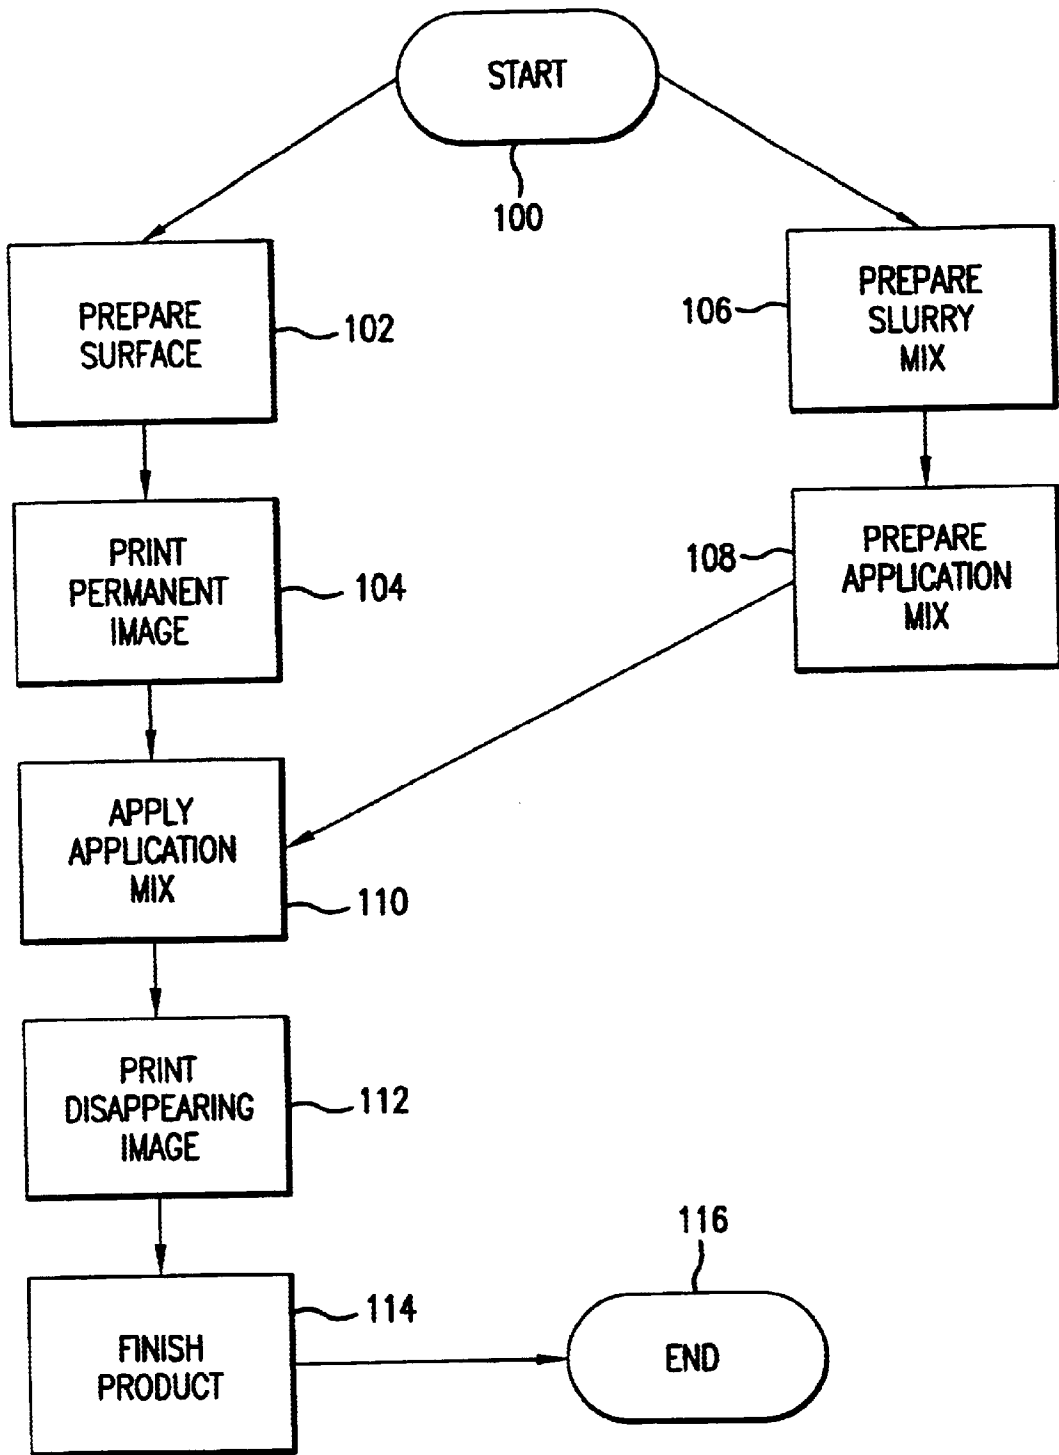 START
100
PREPARE
SURFACE
102
106
PREPARE
SLURRY
MIX
PRINT
PERMANENT
IMAGE
104
108
PREPARE
APPLICATION
MIX
APPLY
APPLICATION
MIX
110
PRINT
DISAPPEARING
IMAGE
112
FINISH
PRODUCT
114
116
END